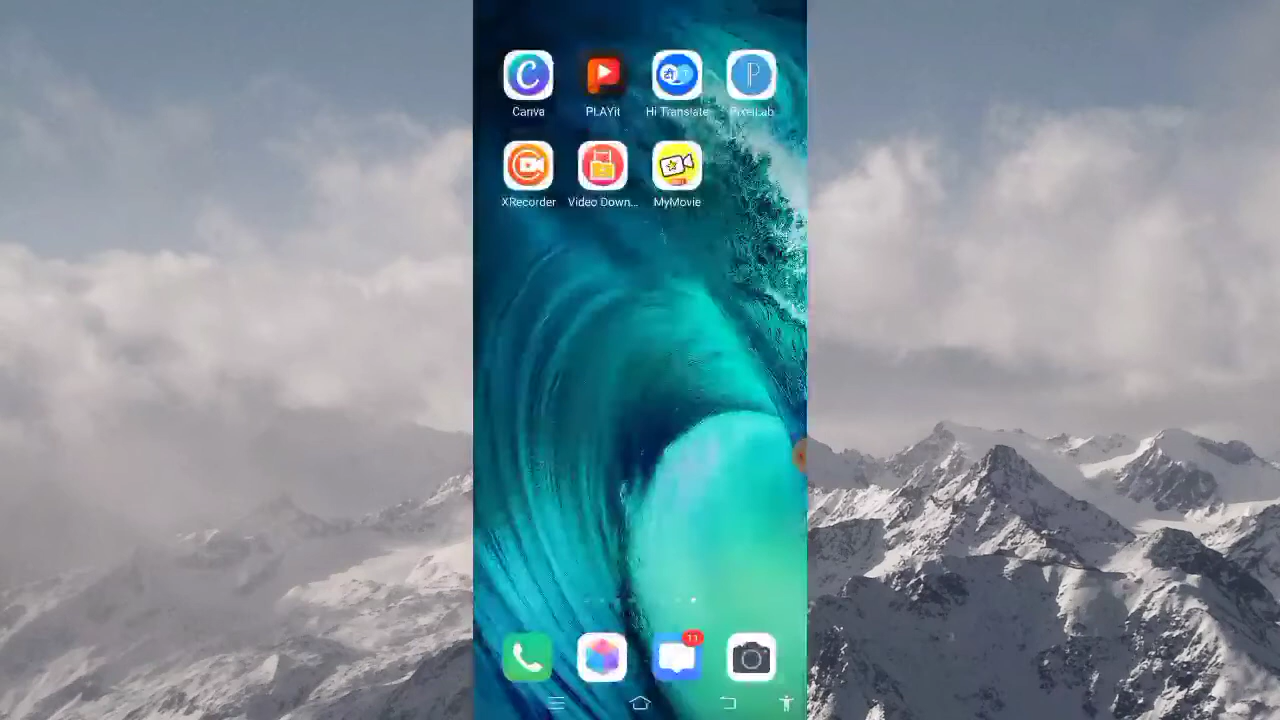 Canva
PLAYit
Hi Translate
PixelLab
XRecorder
Video Down...
MyMovie
11